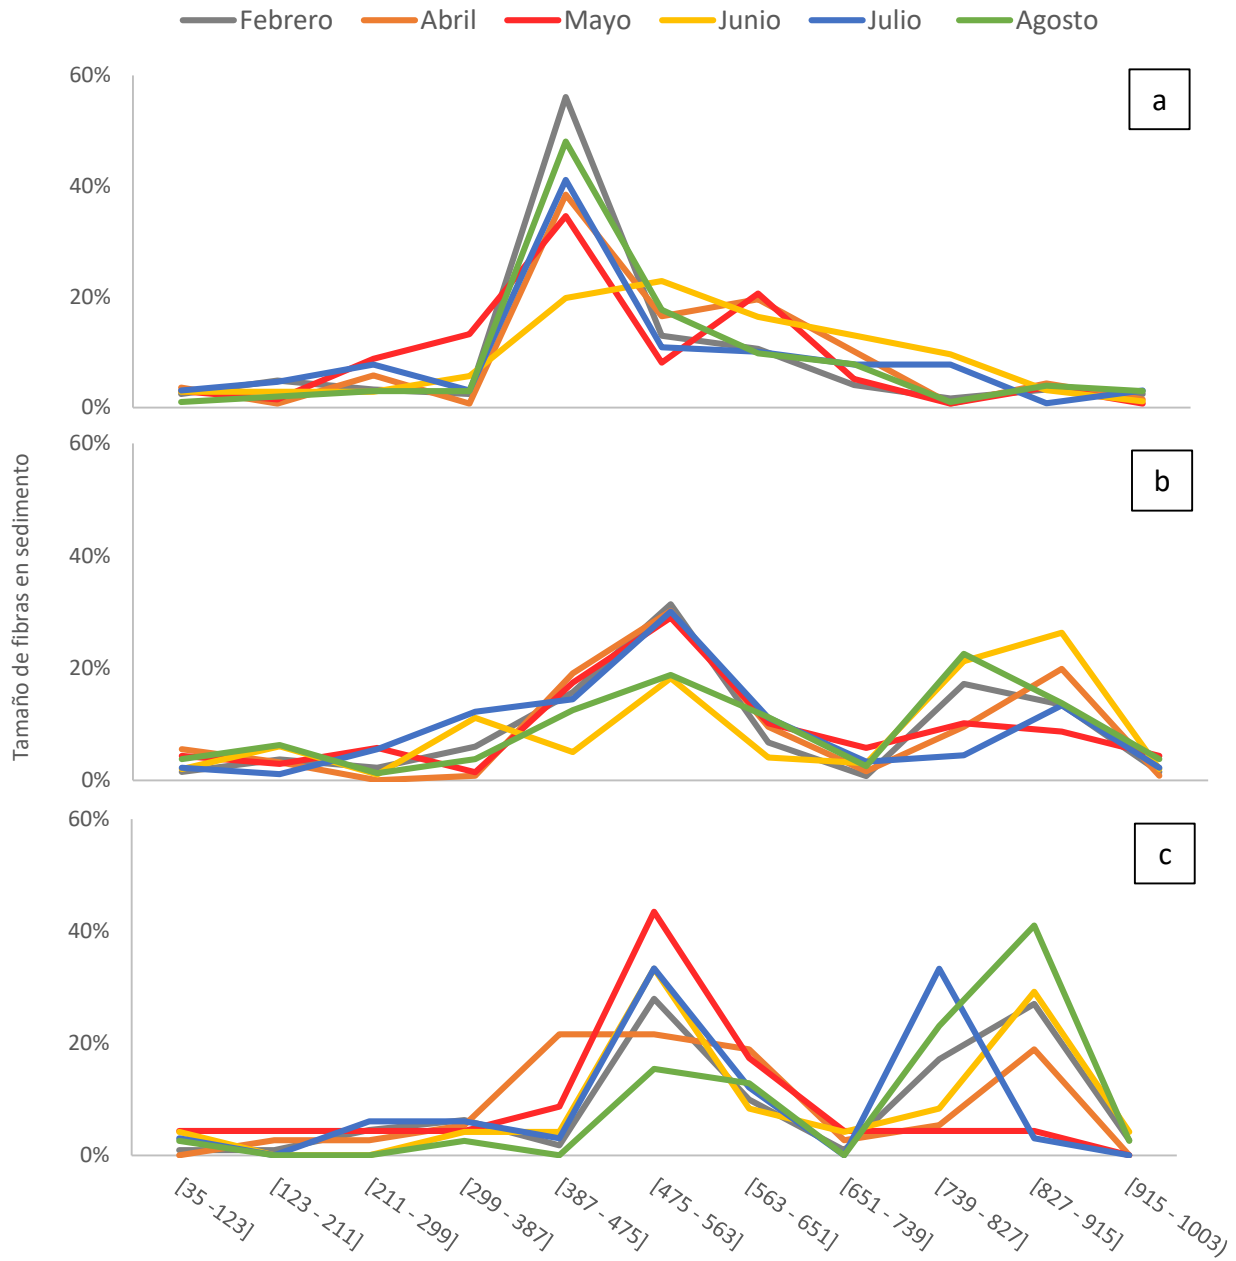 Febrero Abril Mayo Junio Julio Agosto
60%
a
40%
20%
0%
60%
b
40%
20%
0%
60%
c
40%
20%
0%
Tamaño de fibras en sedimento
[35 -123]
[123 - 211]
[211 - 299]
[299 - 387]
[387 - 475]
[475 - 563]
[563 - 651]
[651 - 739]
[739 - 827]
[827 - 915]
[915 - 1003)